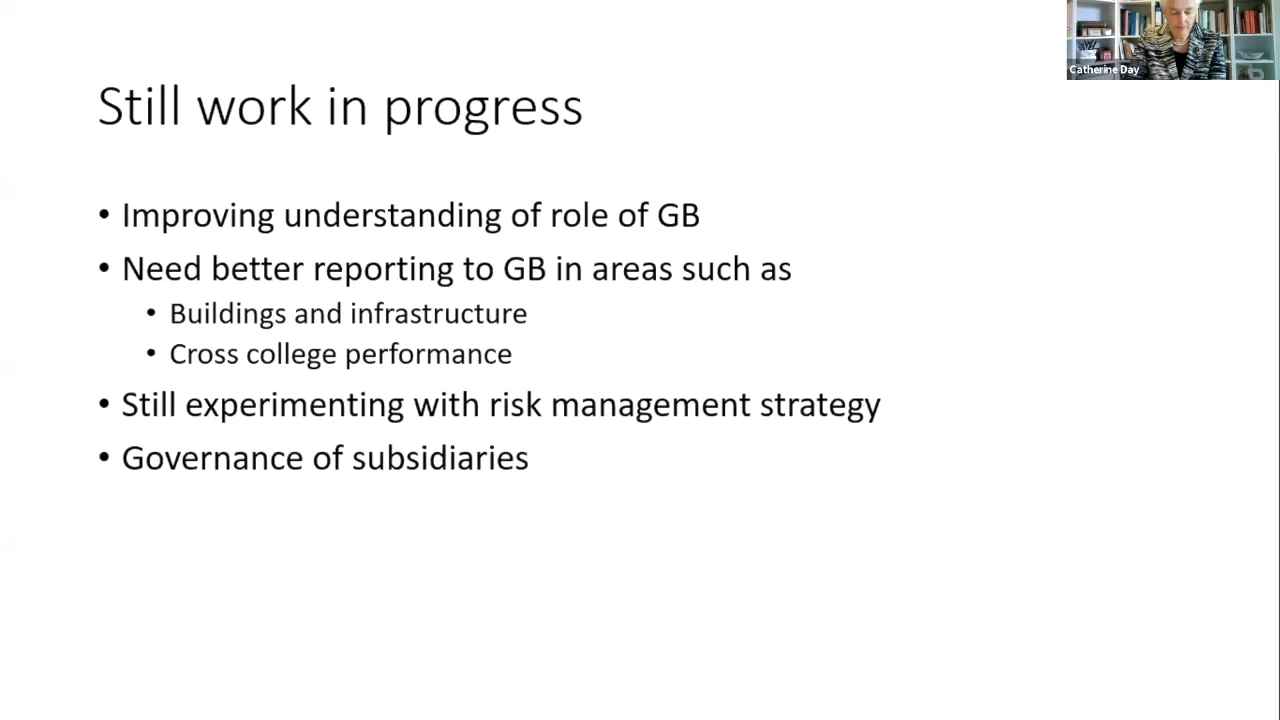 Catherine Day
Still work in progress
• Improving understanding of role of GB
• Need better reporting to GB in areas such as
• Buildings and infrastructure
• Cross college performance
• Still experimenting with risk management strategy
• Governance of subsidiaries